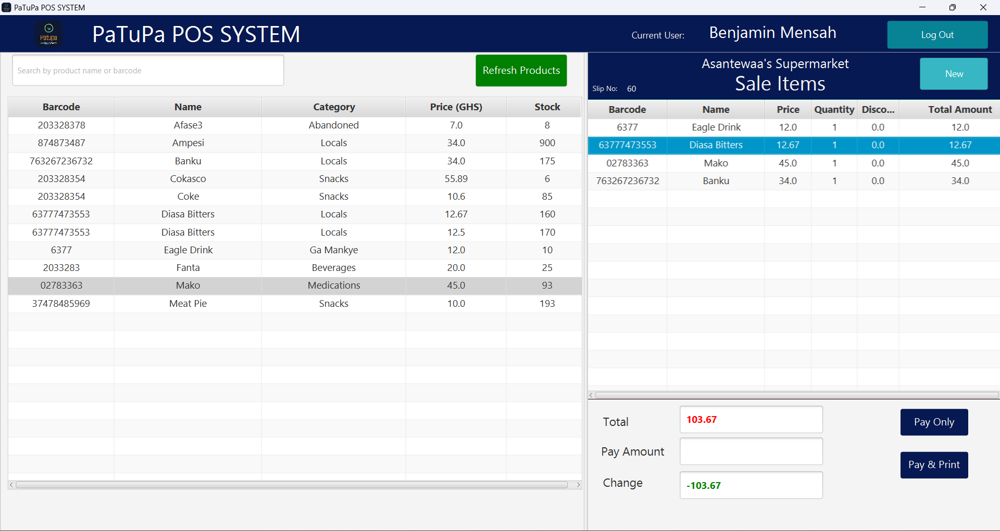 PaTuPa POS SYSTEM
Patupa
PaTuPa POS SYSTEM
Current User:
Benjamin Mensah
Log Out
Search by product name or barcode
Refresh Products
Barcode Name Category Price (GHS) Stock
203328378 Afase3 Abandoned 7.0 8
874873487 Ampesi Locals 34.0 900
763267236732 Banku Locals 34.0 175
203328354 Cokasco Snacks 55.89 6
203328354 Coke Snacks 10.6 85
63777473553 Diasa Bitters Locals 12.67 160
63777473553 Diasa Bitters Locals 12.5 170
6377 Eagle Drink Ga Mankye 12.0 10
2033283 Fanta Beverages 20.0 25
02783363 Mako Medications 45.0 93
37478485969 Meat Pie Snacks 10.0 193
Asantewaa's Supermarket
Sale Items
Slip No: 60
New
Barcode Name Price Quantity Disco... Total Amount
6377 Eagle Drink 12.0 1 0.0 12.0
63777473553 Diasa Bitters 12.67 1 0.0 12.67
02783363 Mako 45.0 1 0.0 45.0
763267236732 Banku 34.0 1 0.0 34.0
Total 103.67
Pay Only
Pay Amount
Pay & Print
Change -103.67